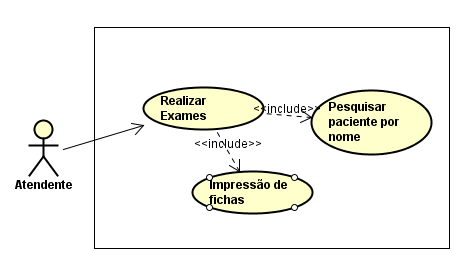 Realizar
Exames
<<include>>
Pesquisar
paciente por
nome
<<include>>
Atendente
Impressão de
fichas